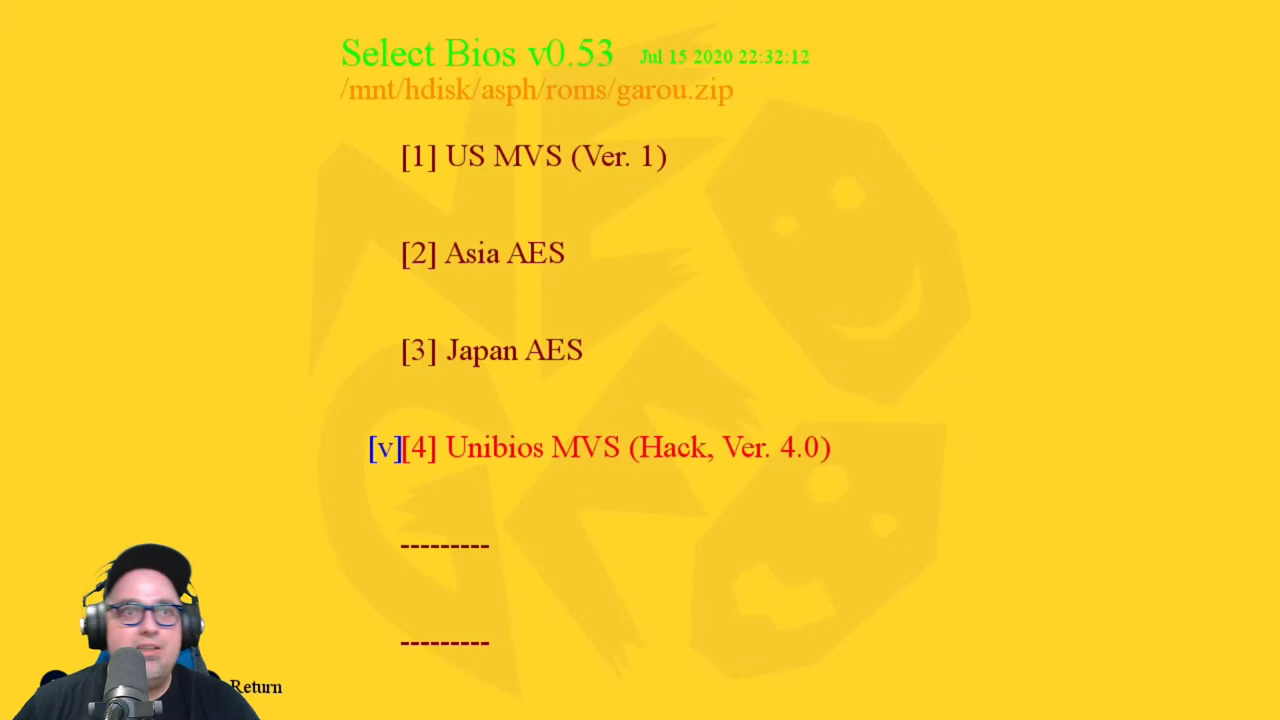 Select Bios v0.53 Jul 15 2020 22:32:12
/mnt/hdisk/asph/roms/garou.zip
[1] US MVS (Ver. 1)
[2] Asia AES
[3] Japan AES
[v][4] Unibios MVS (Hack, Ver. 4.0)
---------
---------
Return